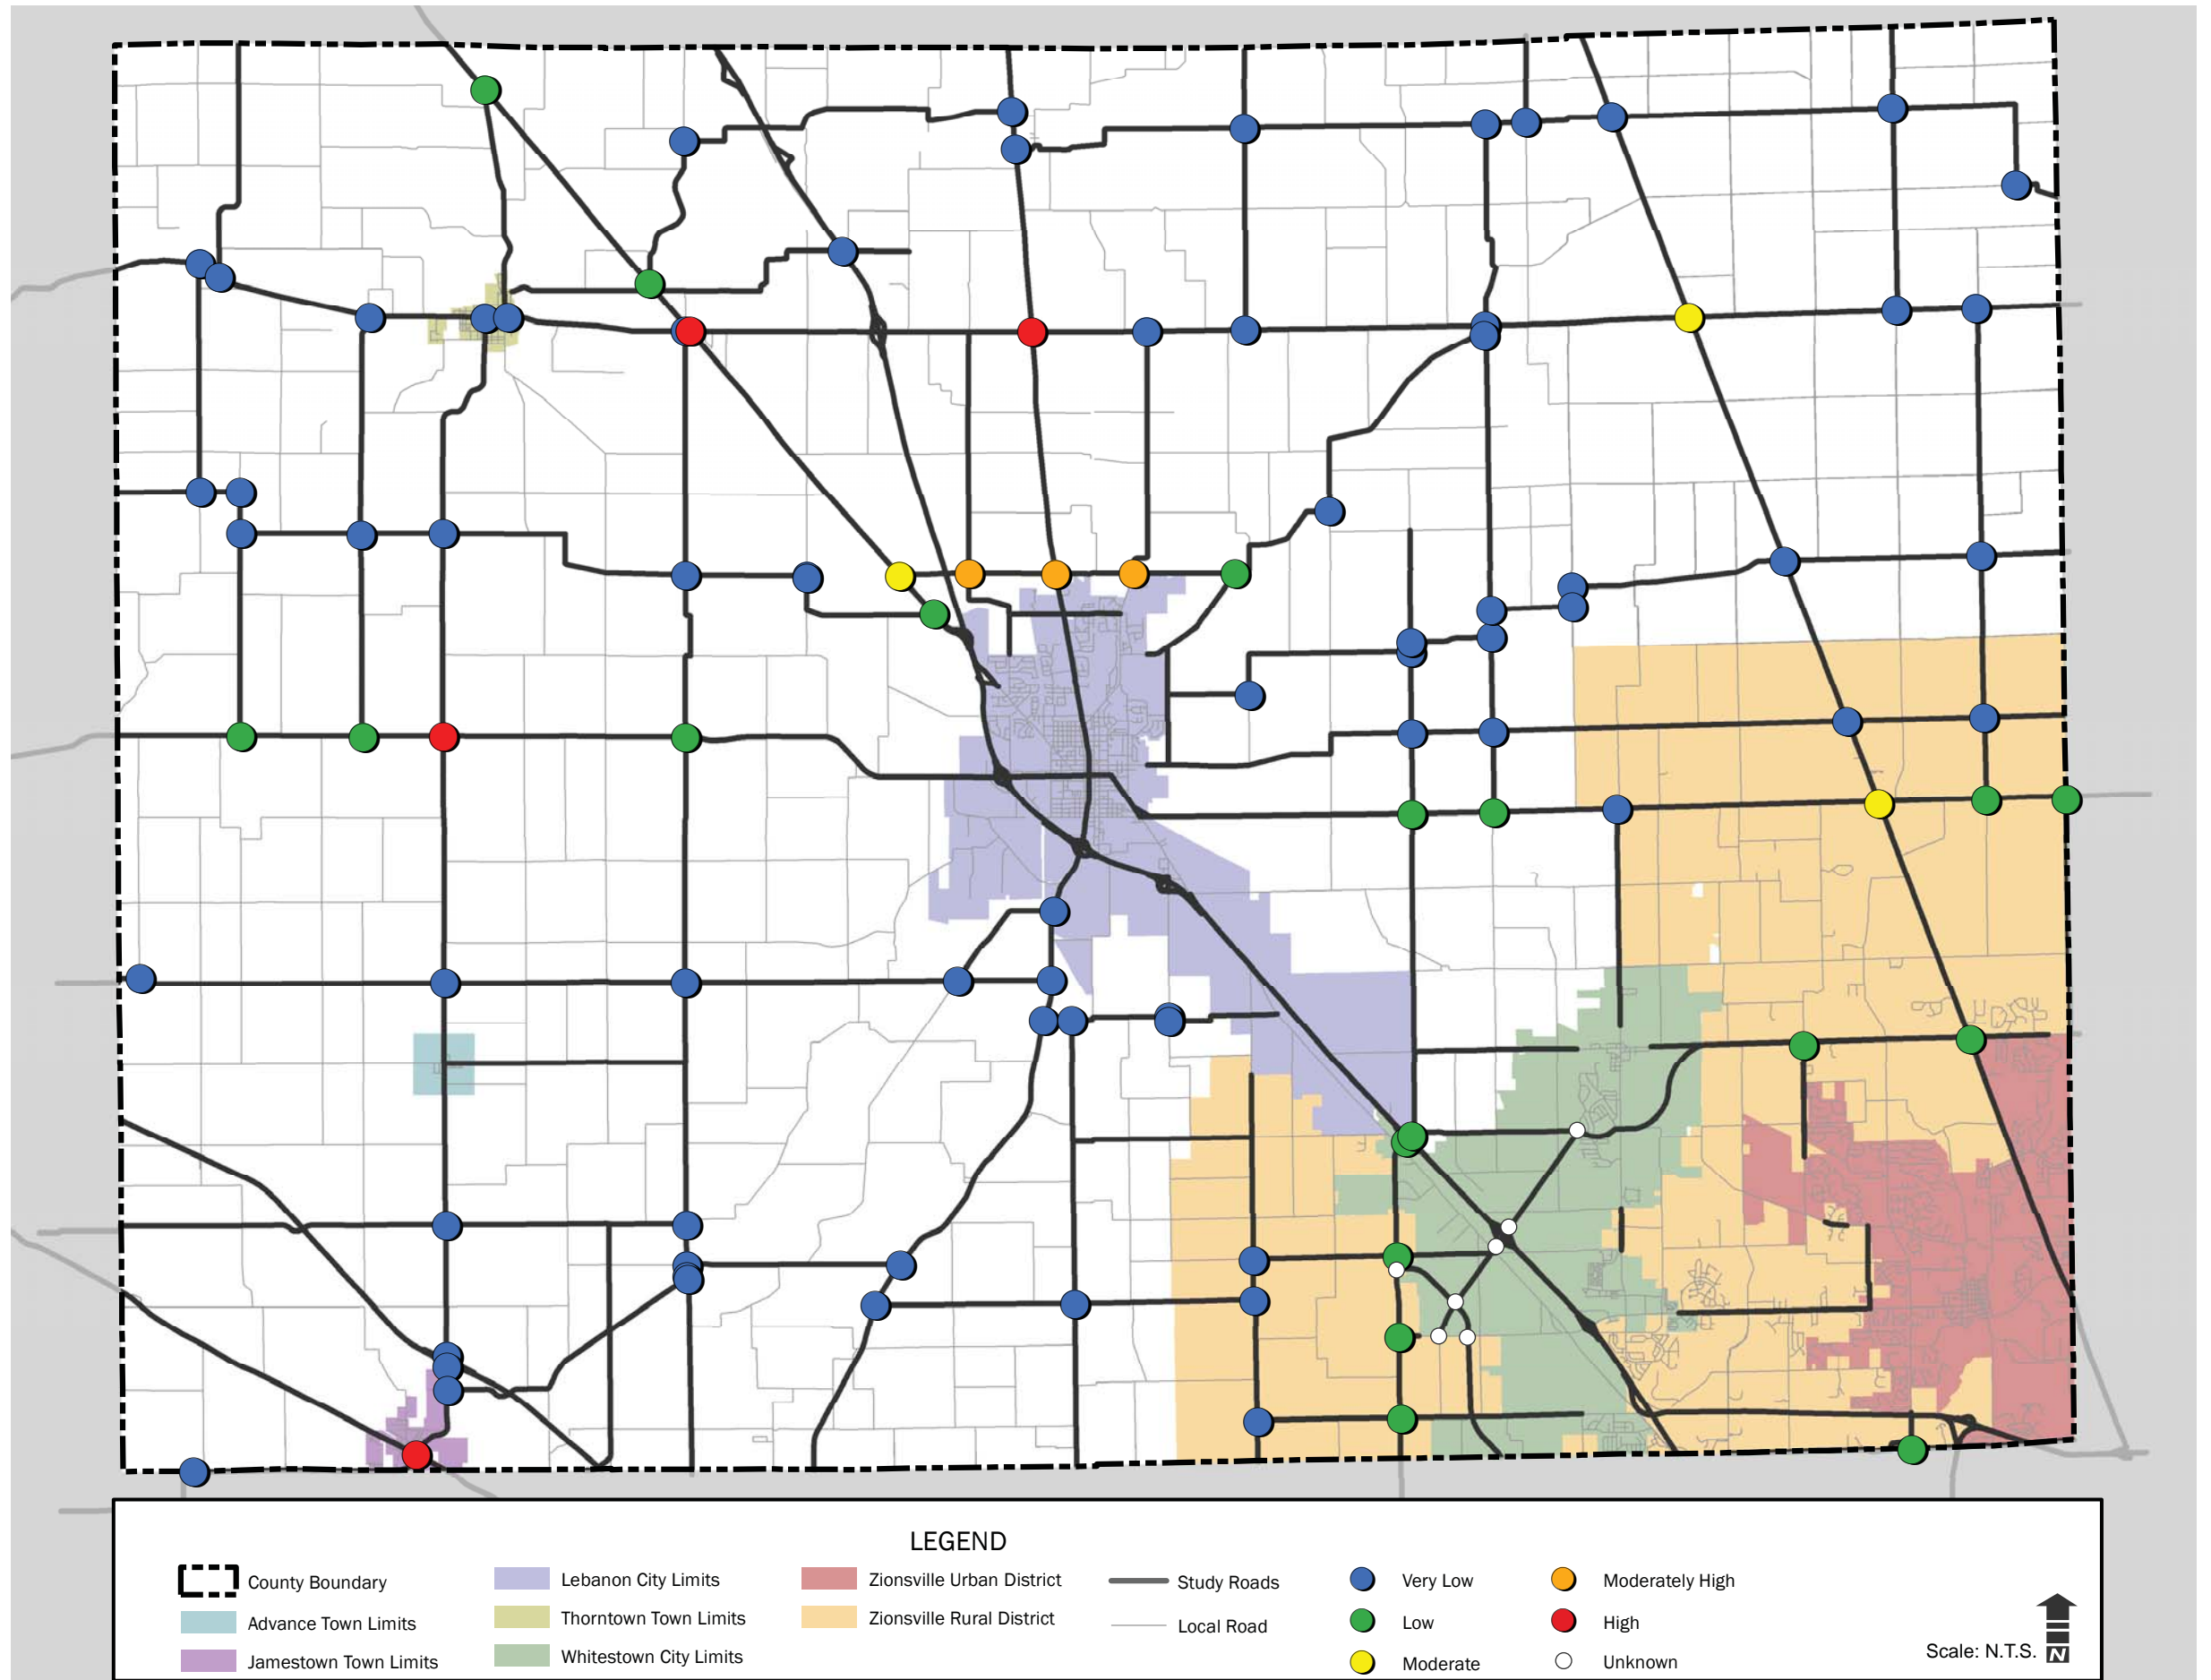 LEGEND
County Boundary
Advance Town Limits
Jamestown Town Limits
Lebanon City Limits
Thorntown Town Limits
Whitestown City Limits
Zionsville Urban District
Zionsville Rural District
Study Roads
Local Road
Very Low
Low
Moderate
Moderately High
High
Unknown
Scale: N.T.S.
N